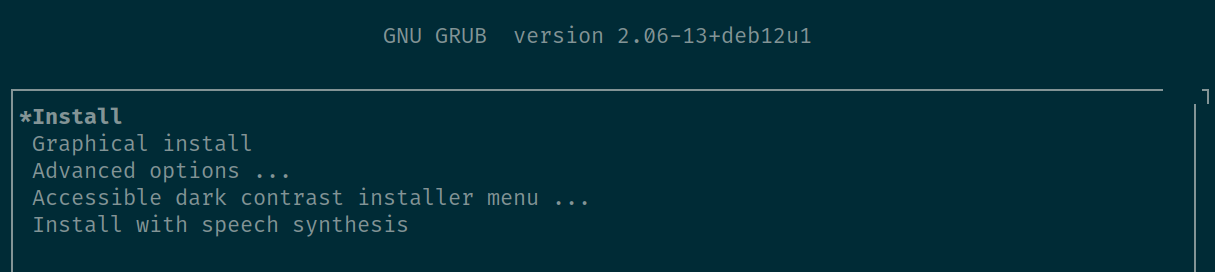 GNU GRUB  version 2.06-13+deb12u1
*Install
Graphical install
Advanced options ...
Accessible dark contrast installer menu ...
Install with speech synthesis